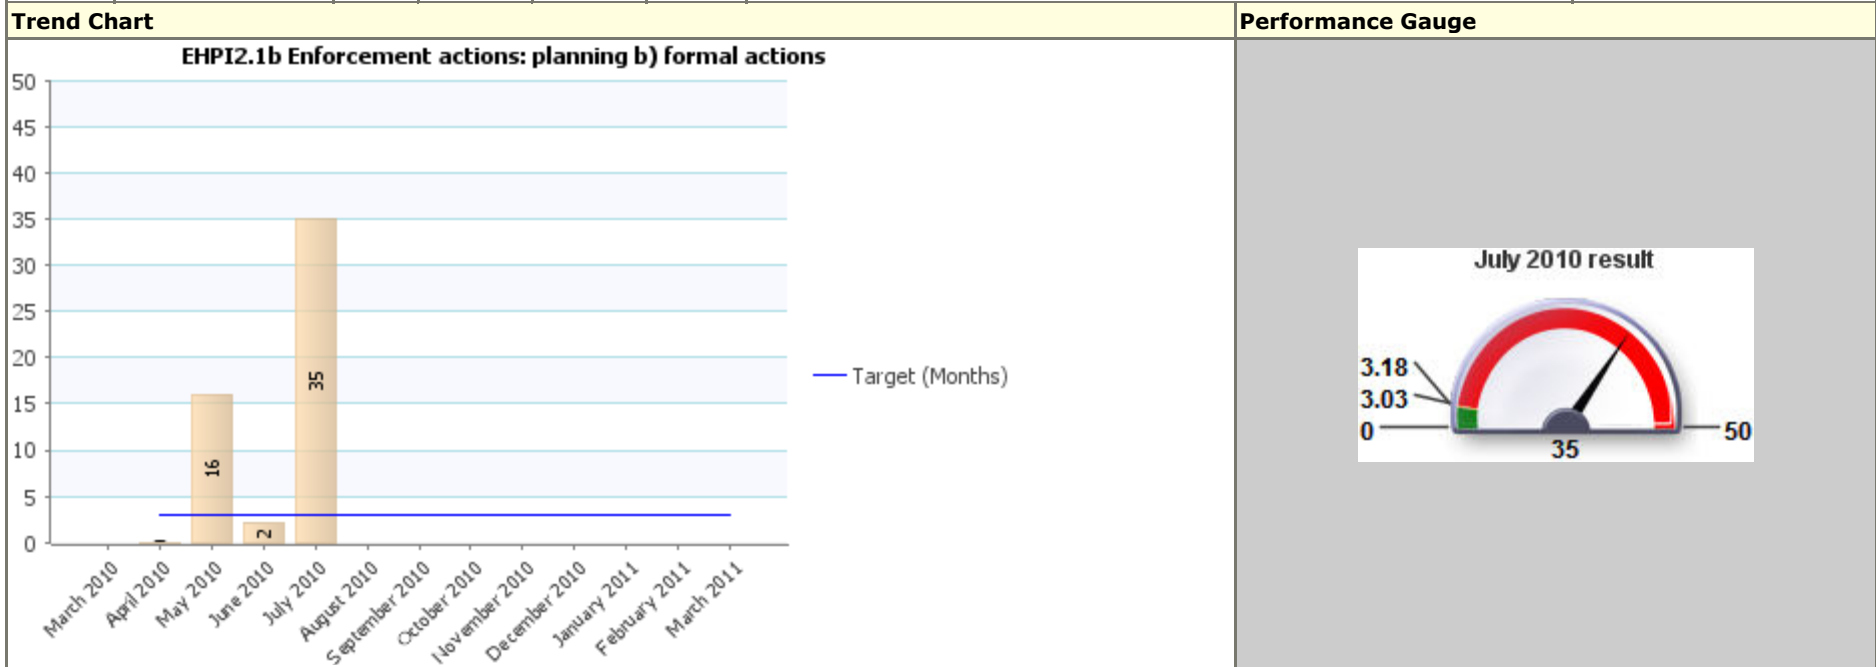 Trend Chart
Performance Gauge
EHPI2.1b Enforcement actions: planning b) formal actions
50
45
40
35
30
25
20
15
10
5
0
16
2
35
March 2010
April 2010
May 2010
June 2010
July 2010
August 2010
September 2010
October 2010
November 2010
December 2010
January 2011
February 2011
March 2011
Target (Months)
July 2010 result
3.18
3.03
0
50
35